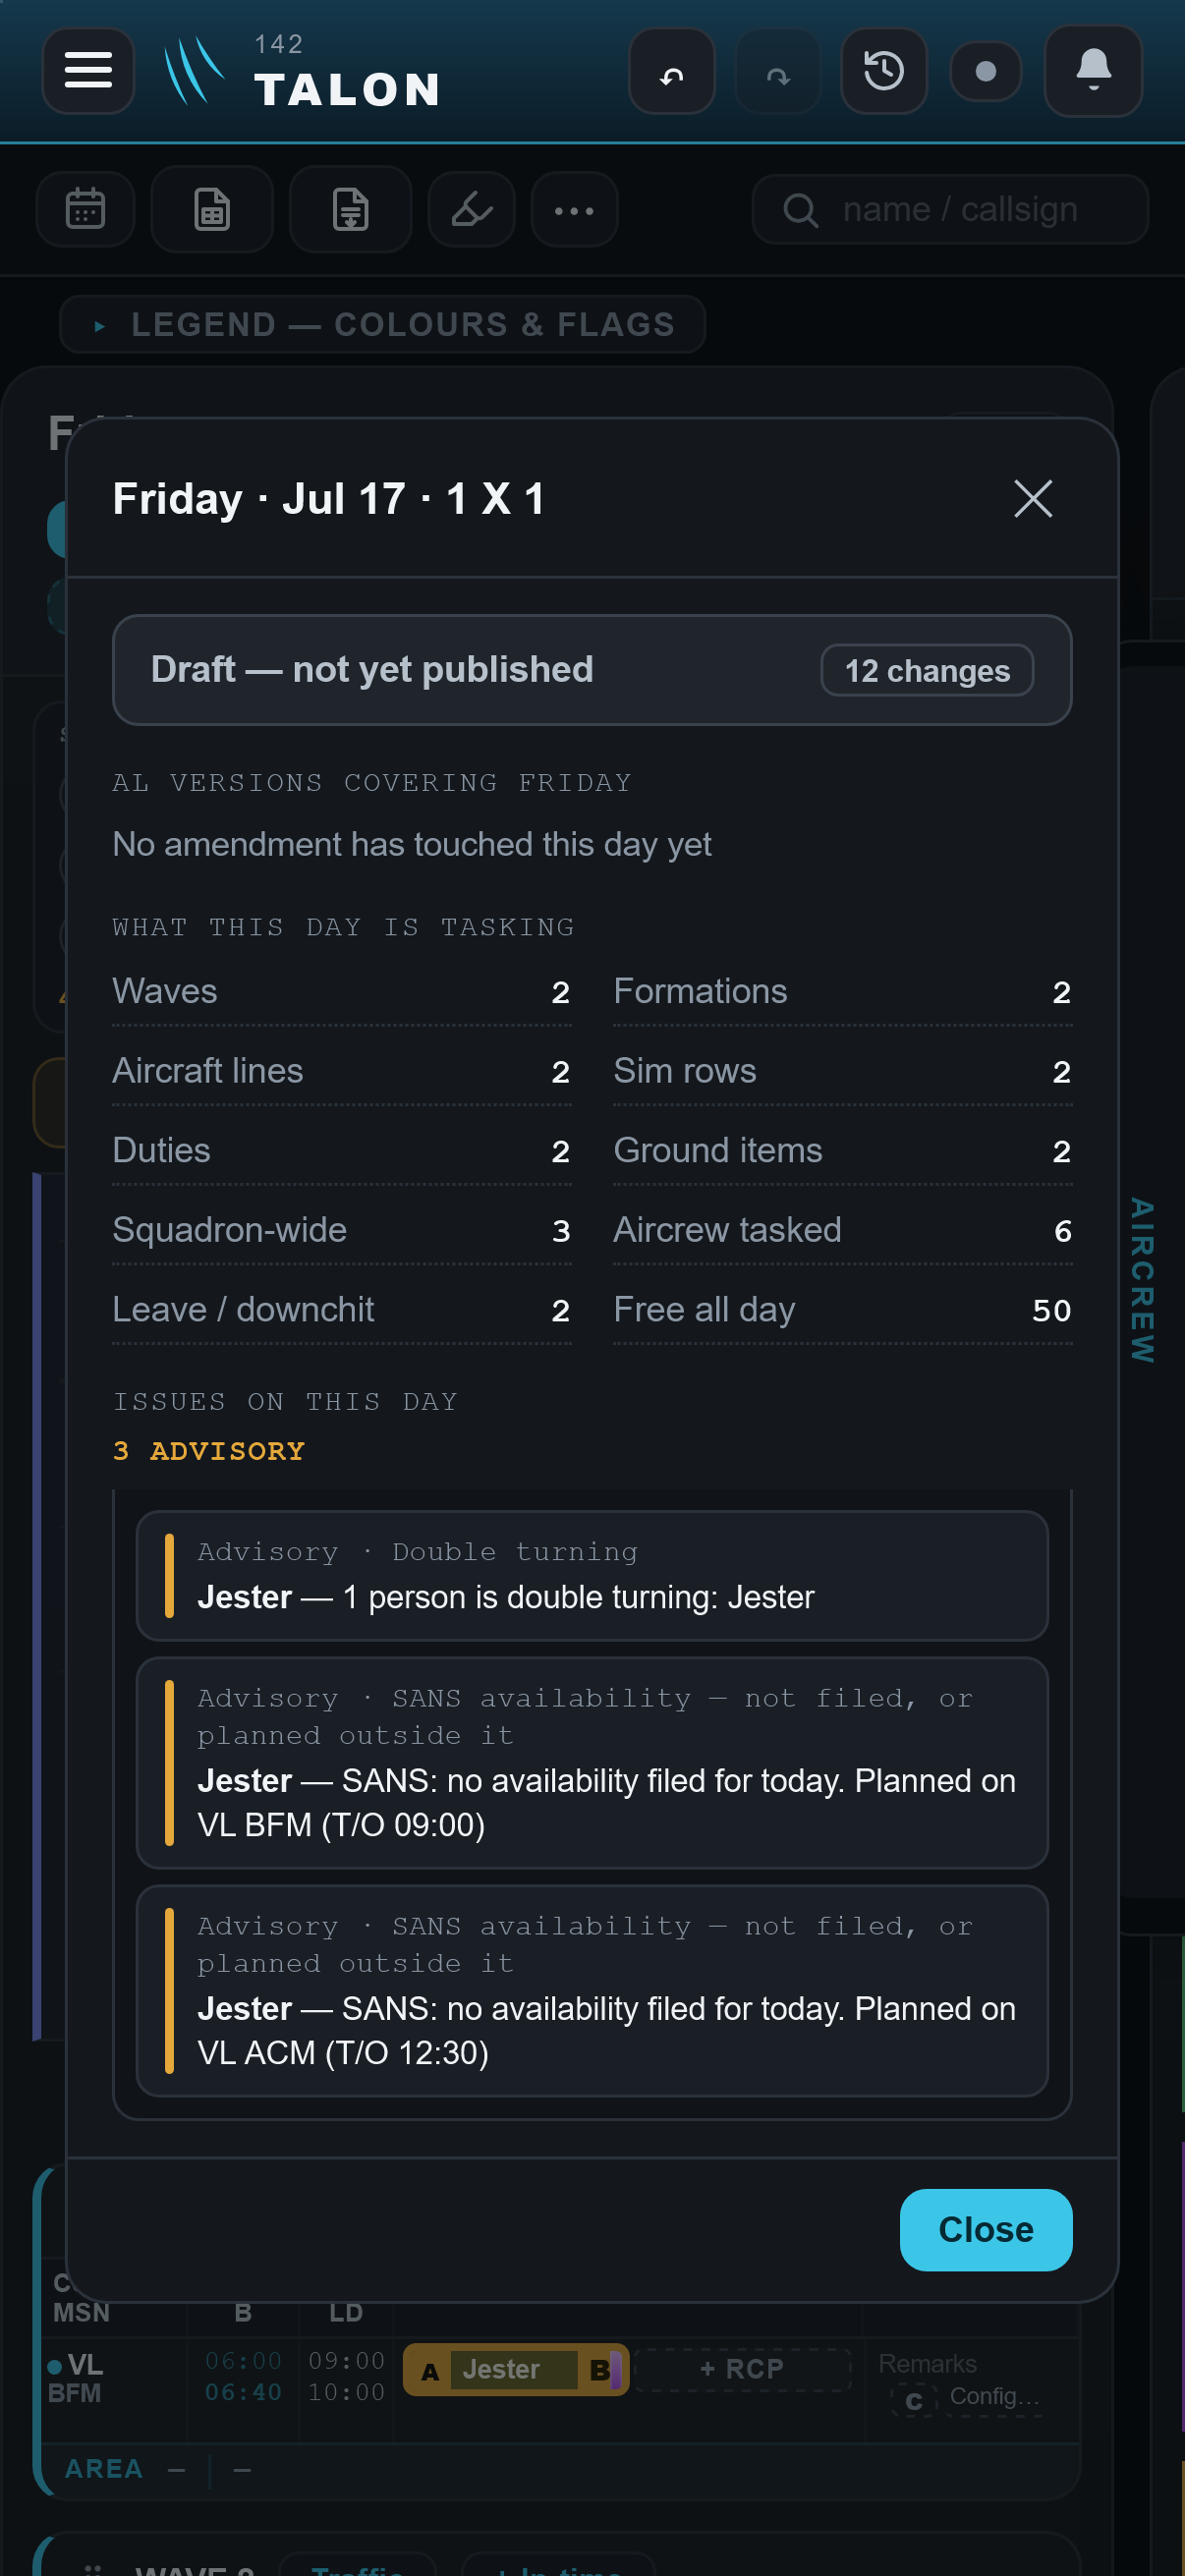 142
TALON
name / callsign
LEGEND — COLOURS & FLAGS
Friday · Jul 17 · 1 X 1
Draft — not yet published
12 changes
AL VERSIONS COVERING FRIDAY
No amendment has touched this day yet
WHAT THIS DAY IS TASKING
Waves 2 Formations 2
Aircraft lines 2 Sim rows 2
Duties 2 Ground items 2
Squadron-wide 3 Aircrew tasked 6
Leave / downchit 2 Free all day 50
AIRCREW
ISSUES ON THIS DAY
3 ADVISORY
Advisory · Double turning
Jester — 1 person is double turning: Jester
Advisory · SANS availability — not filed, or
planned outside it
Jester — SANS: no availability filed for today. Planned on
VL BFM (T/O 09:00)
Advisory · SANS availability — not filed, or
planned outside it
Jester — SANS: no availability filed for today. Planned on
VL ACM (T/O 12:30)
Close
MSN B LD
VL 06:00 09:00 A Jester B + RCP Remarks
BFM 06:40 10:00 C Config...
AREA — —
WAVE 2 Traffic + In-time